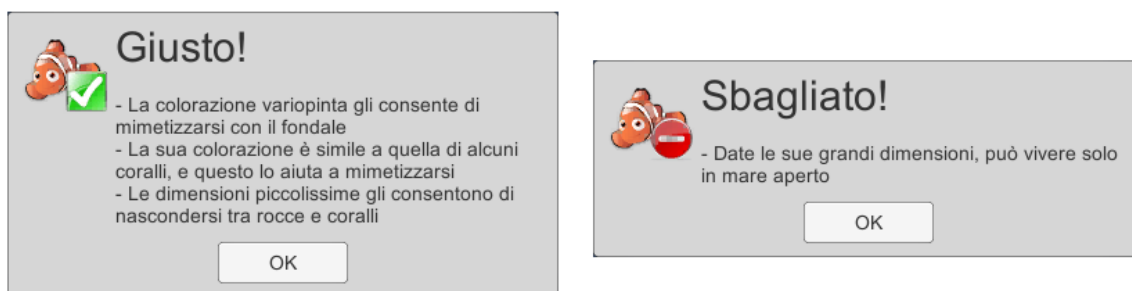 Giusto!
- La colorazione variopinta gli consente di
mimetizzarsi con il fondale
- La sua colorazione è simile a quella di alcuni
coralli, e questo lo aiuta a mimetizzarsi
- Le dimensioni piccolissime gli consentono di
nascondersi tra rocce e coralli
OK
Sbagliato!
- Date le sue grandi dimensioni, può vivere solo
in mare aperto
OK